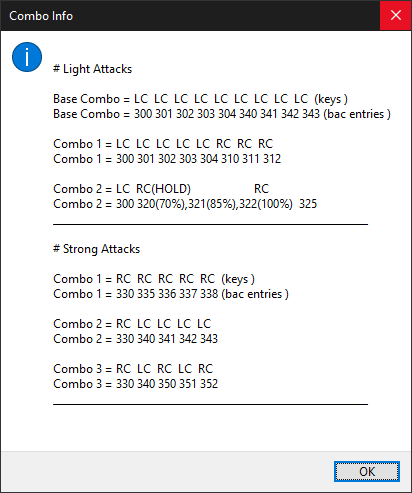 Combo Info
# Light Attacks
Base Combo = LC LC LC LC LC LC LC LC LC (keys )
Base Combo = 300 301 302 303 304 340 341 342 343 (bac entries )
Combo 1 = LC LC LC LC LC RC RC RC
Combo 1 = 300 301 302 303 304 310 311 312
Combo 2 = LC RC(HOLD) RC
Combo 2 = 300 320(70%),321(85%),322(100%) 325
# Strong Attacks
Combo 1 = RC RC RC RC RC (keys )
Combo 1 = 330 335 336 337 338 (bac entries )
Combo 2 = RC LC LC LC LC
Combo 2 = 330 340 341 342 343
Combo 3 = RC LC RC LC RC
Combo 3 = 330 340 350 351 352
OK